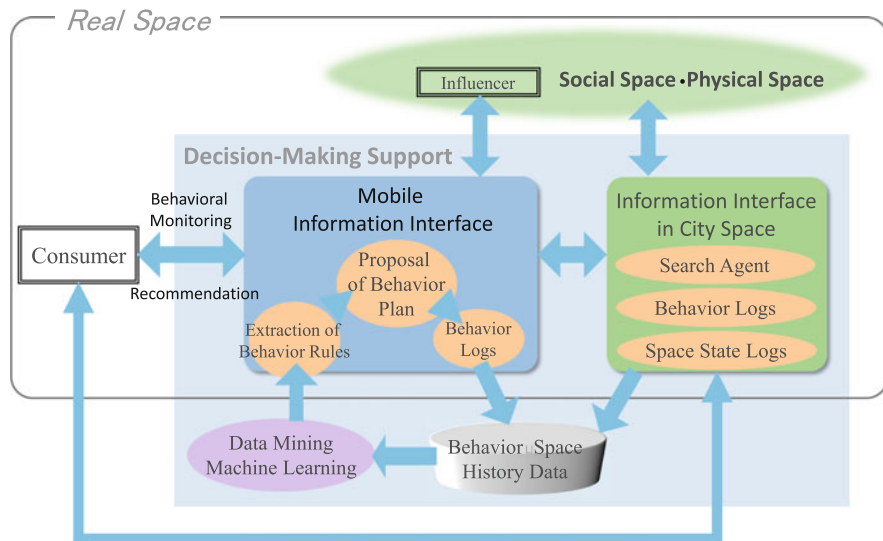 Real Space
Influencer
Social Space・Physical Space
Decision-Making Support
Behavioral
Monitoring
Mobile
Information Interface
Information Interface
in City Space
Consumer
Recommendation
Proposal
of Behavior
Plan
Search Agent
Extraction of
Behavior Rules
Behavior
Logs
Behavior Logs
Space State Logs
Data Mining
Machine Learning
Behavior Space
History Data